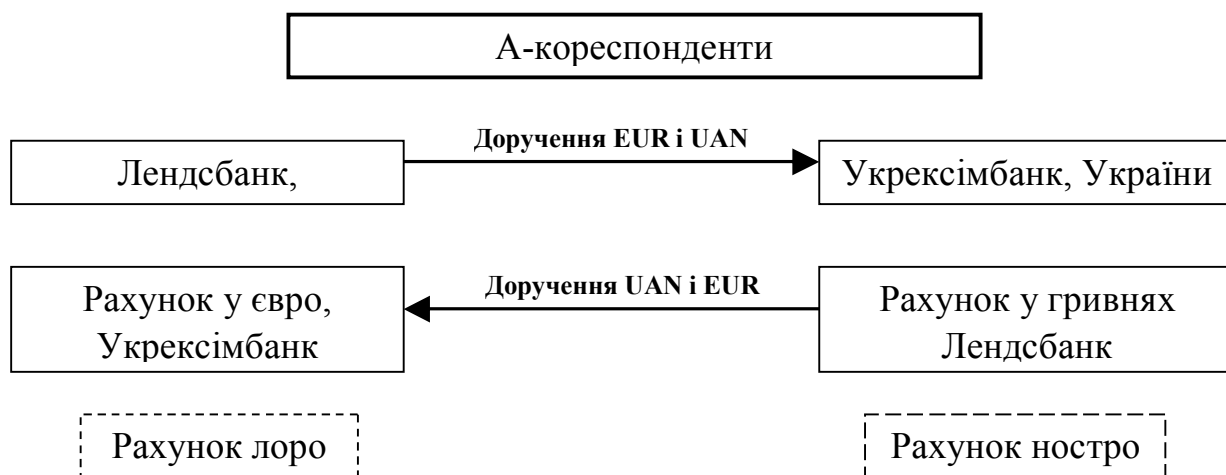 А-кореспонденти
Доручення EUR і UAN
Лендсбанк,
Укрексімбанк, України
Доручення UAN і EUR
Рахунок у євро,
Укрексімбанк
Рахунок у гривнях
Лендсбанк
Рахунок лоро
Рахунок ностро